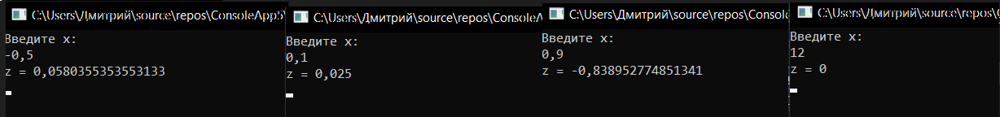 C:\Users\Дмитрий\source\repos\ConsoleApp5\
Введите x:
-0,5
z = 0,0580355353553133
C:\Users\Дмитрий\source\repos\ConsoleA
Введите x:
0,1
z = 0,025
C:\Users\Дмитрий\source\repos\Consol
Введите x:
0,9
z = -0,838952774851341
C:\Users\Дмитрий\source\repos\
Введите x:
12
z = 0